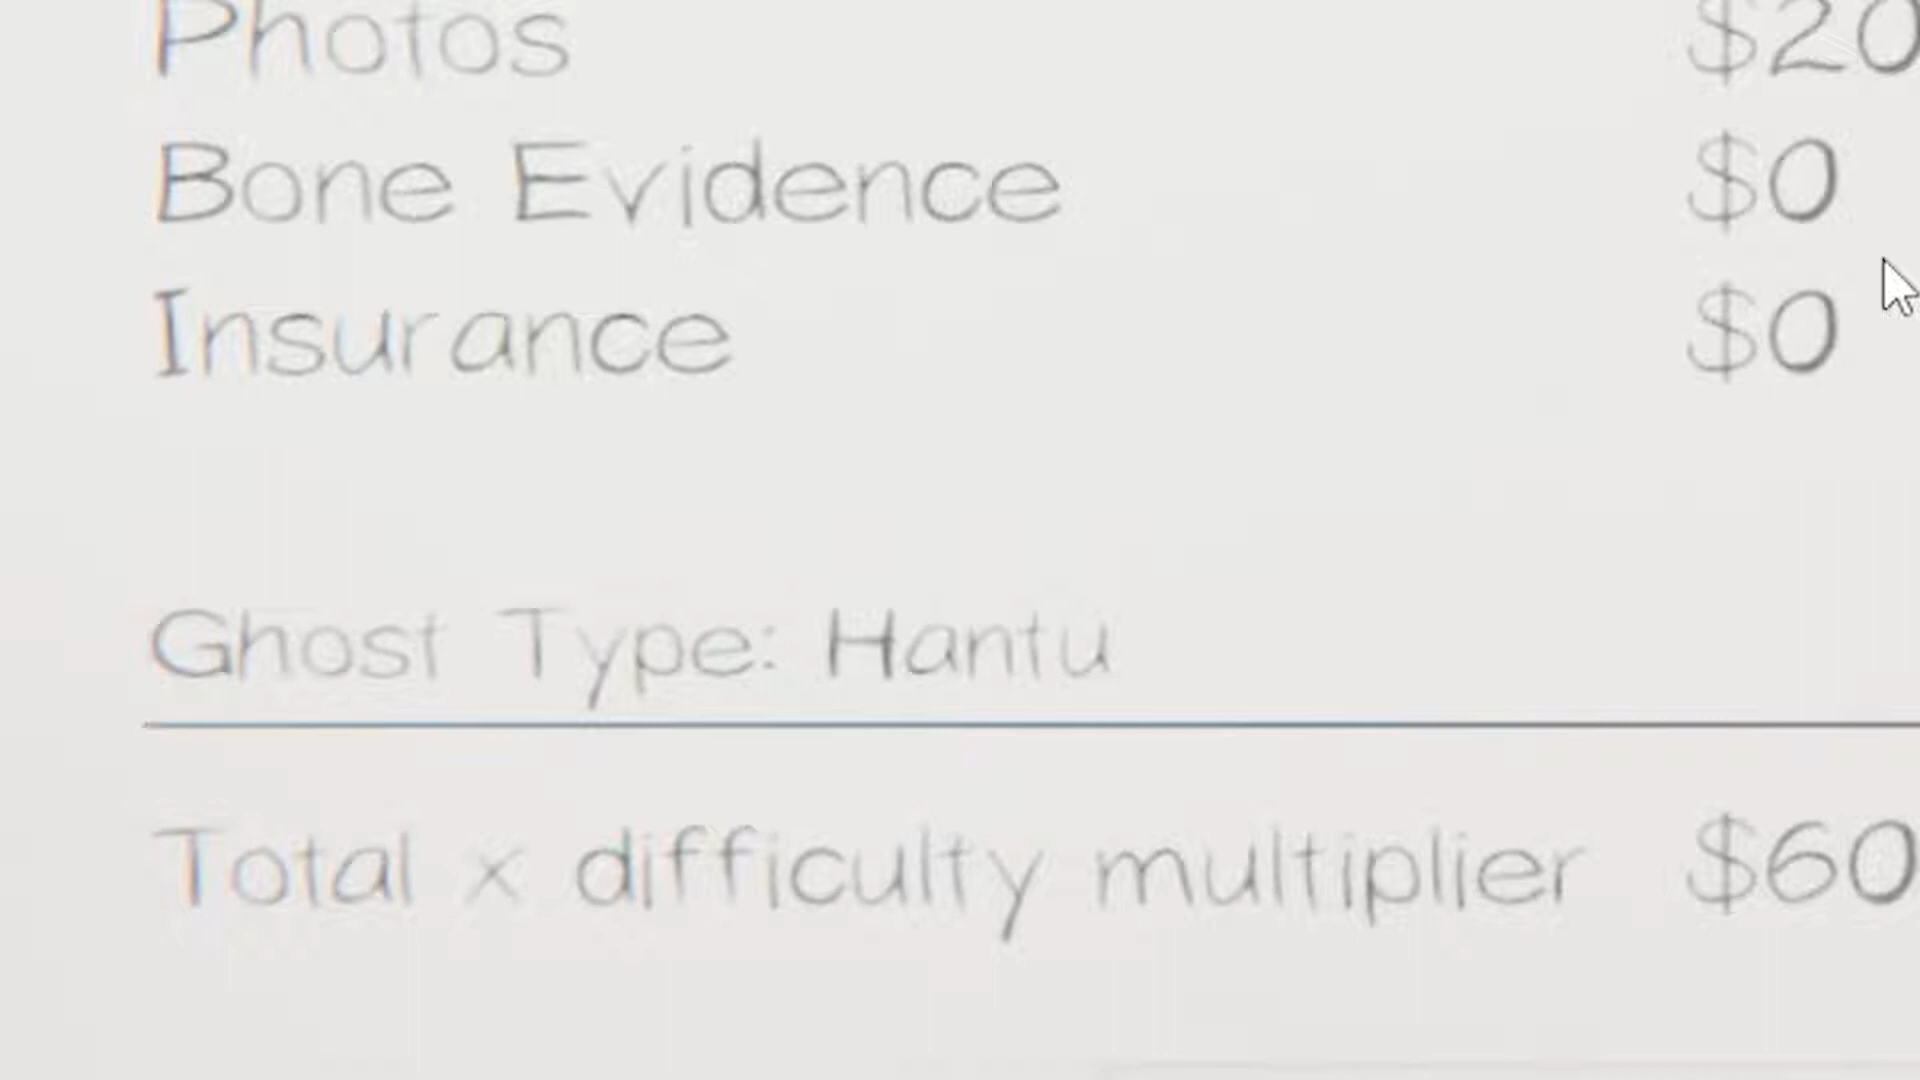 Photos $20
Bone Evidence $0
Insurance $0
Ghost Type: Hantu
Total x difficulty multiplier $60